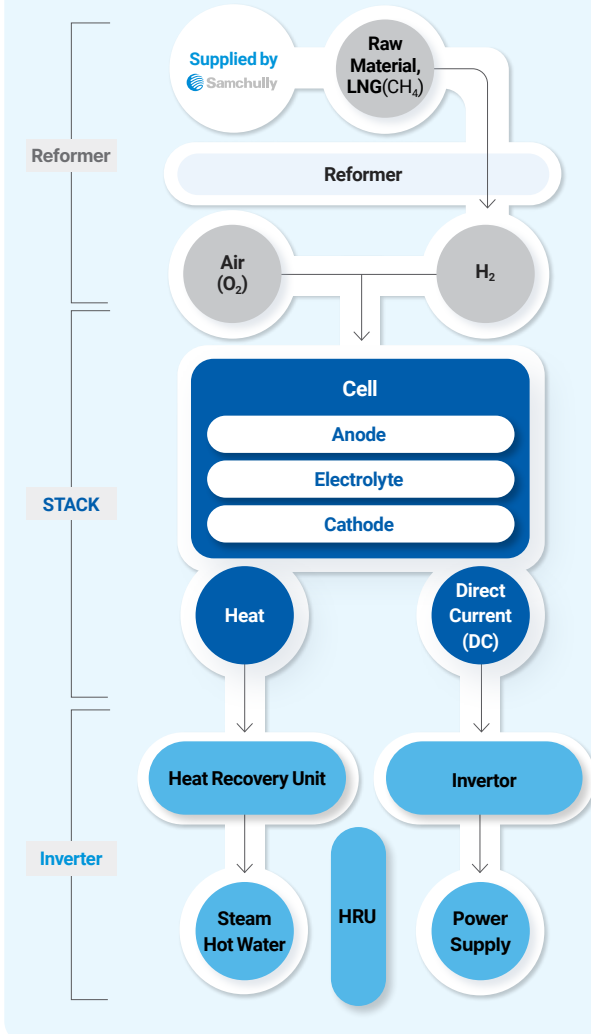 Supplied by
Samchully
Raw
Material,
LNG(CH₄)
Reformer
Reformer
Air
(O₂)
H₂
Cell
Anode
Electrolyte
Cathode
STACK
Heat
Direct
Current
(DC)
Heat Recovery Unit
Invertor
Inverter
Steam
Hot Water
HRU
Power
Supply